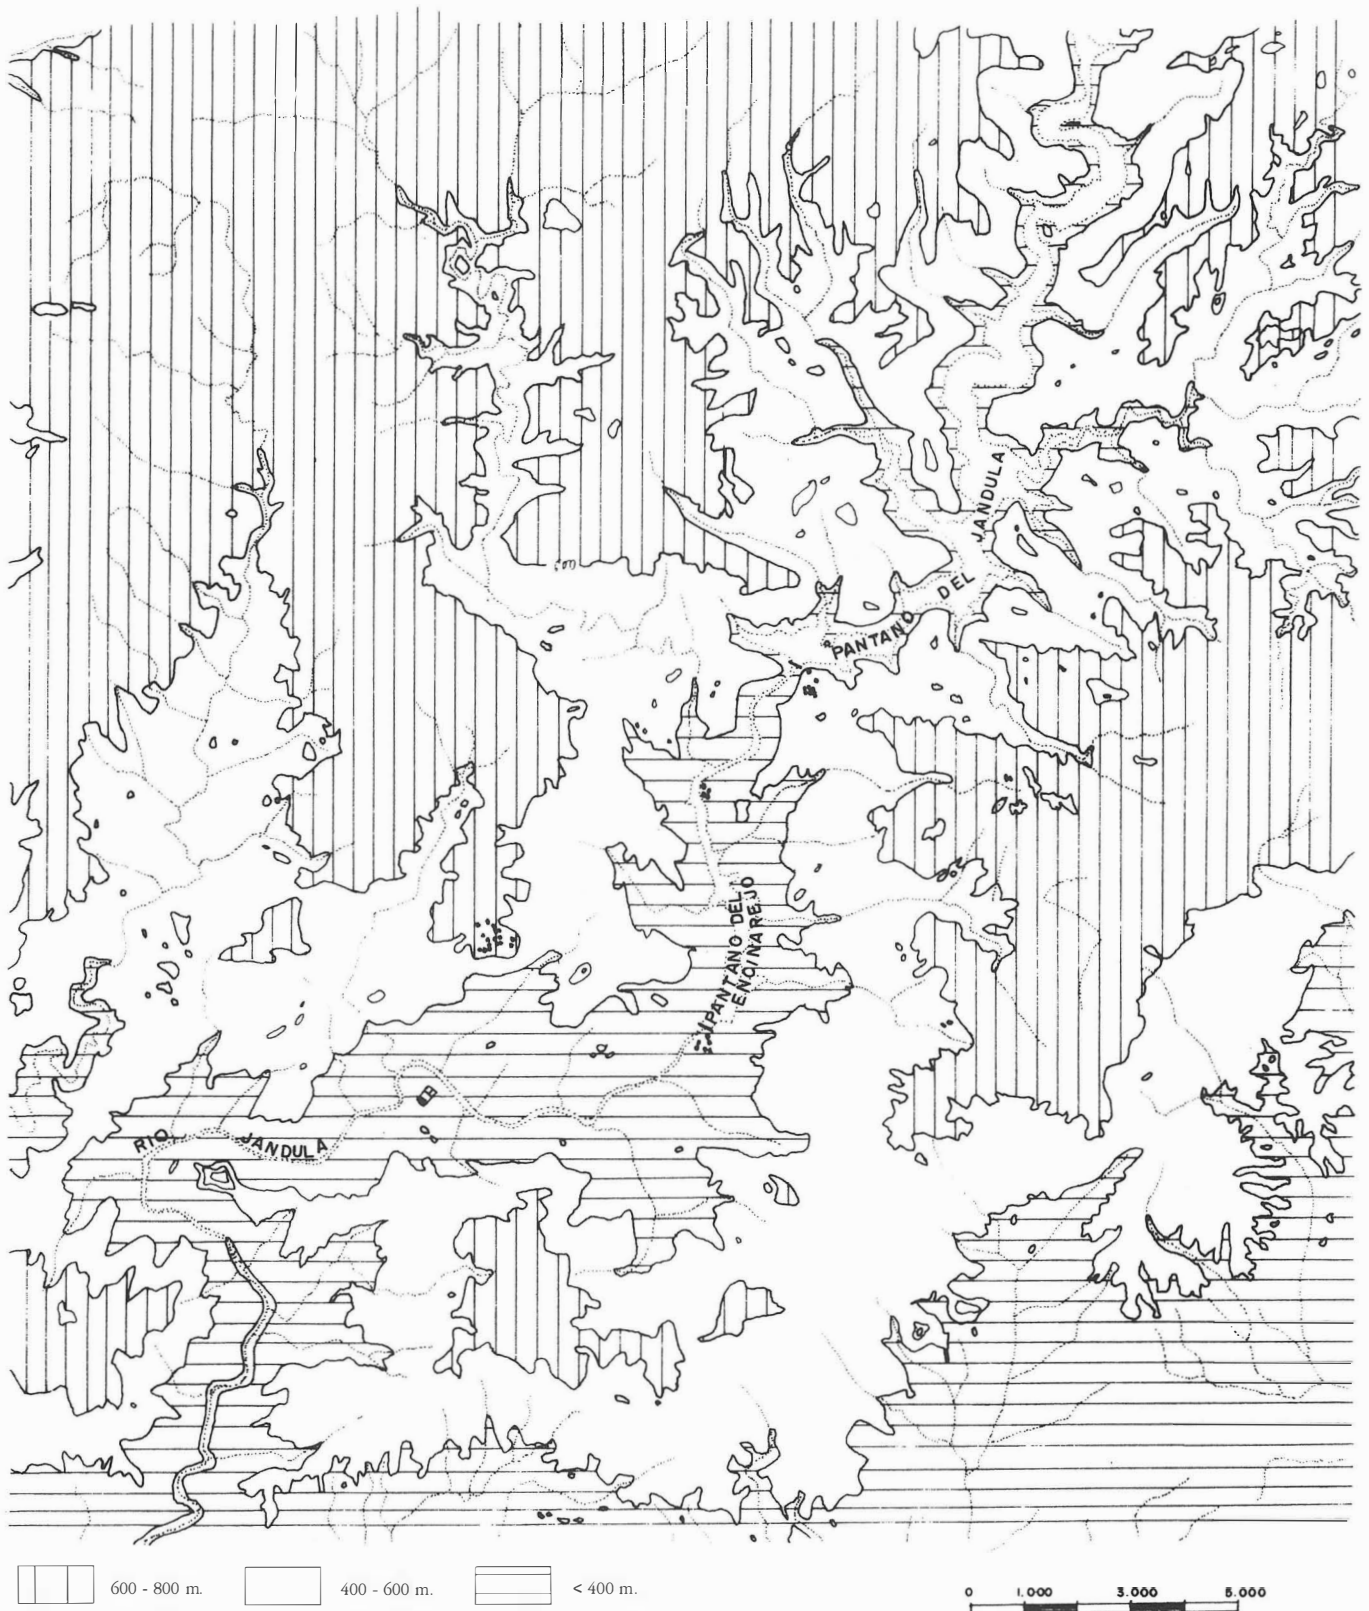 JANDULA
PANTANO DEL
PANTANO DEL
ENCINAREJO
RIO JANDULA
600 - 800 m.
400 - 600 m.
< 400 m.
0 1.000 3.000 5.000